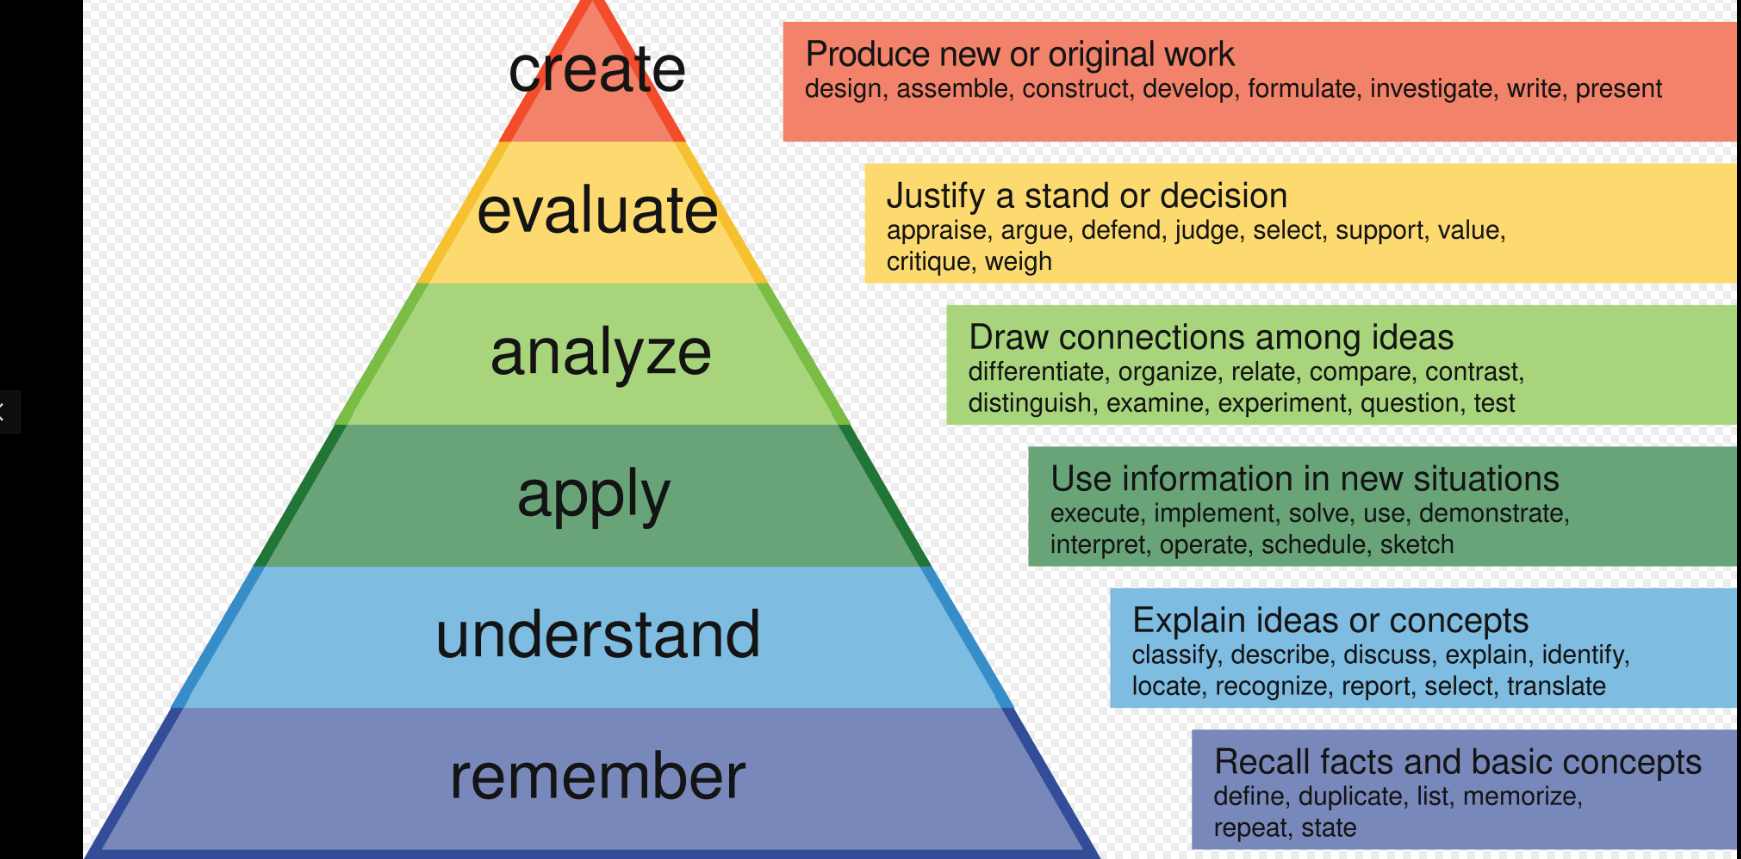 create
Produce new or original work
design, assemble, construct, develop, formulate, investigate, write, present
evaluate
Justify a stand or decision
appraise, argue, defend, judge, select, support, value,
critique, weigh
analyze
Draw connections among ideas
differentiate, organize, relate, compare, contrast,
distinguish, examine, experiment, question, test
apply
Use information in new situations
execute, implement, solve, use, demonstrate,
interpret, operate, schedule, sketch
understand
Explain ideas or concepts
classify, describe, discuss, explain, identify,
locate, recognize, report, select, translate
remember
Recall facts and basic concepts
define, duplicate, list, memorize,
repeat, state